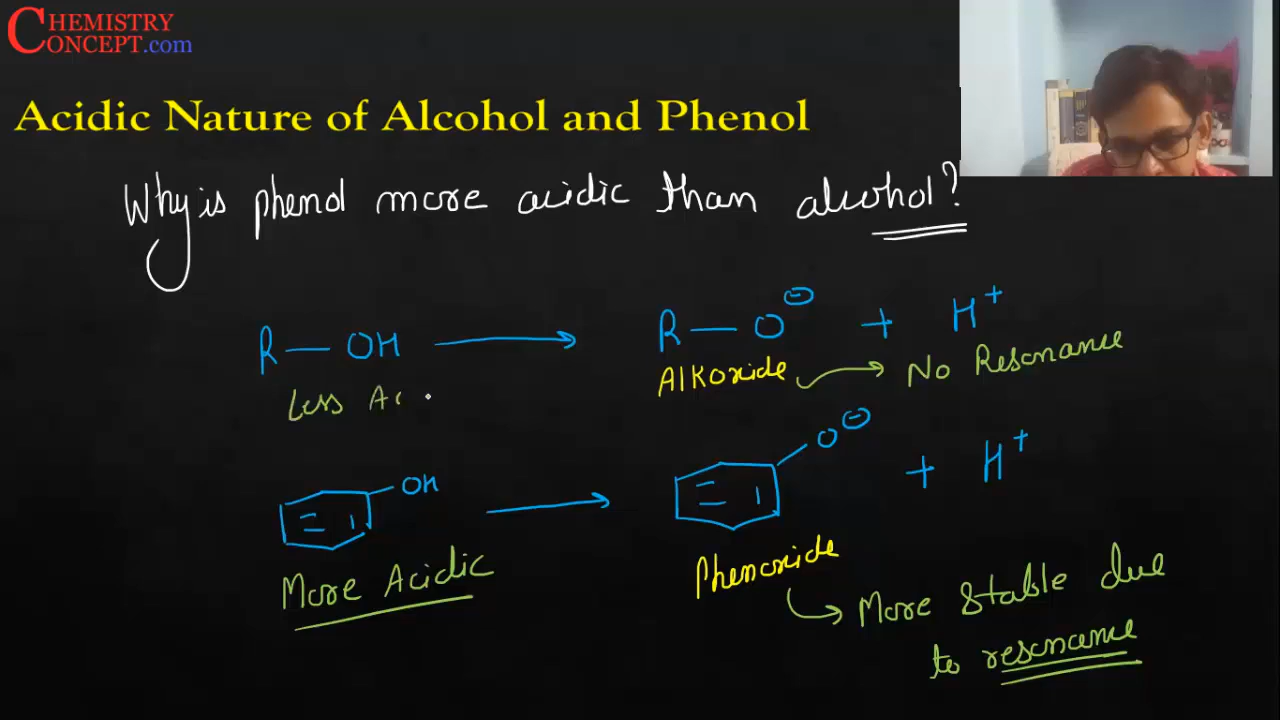 CHEMISTRY
CONCEPT.com
Acidic Nature of Alcohol and Phenol
Why is phenol more acidic than alcohol?
R — OH → R — O⊖ + H+
Less Ac
Alkoxide → No Resonance
OH → O⊖ + H+
More Acidic
Phenoxide
More stable due
to resonance